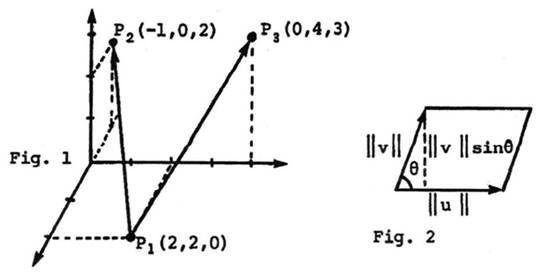 P₂(-1,0,2)
P₃(0,4,3)
Fig. 1
P₁(2,2,0)
‖v‖
‖v‖sinθ
θ
‖u‖
Fig. 2